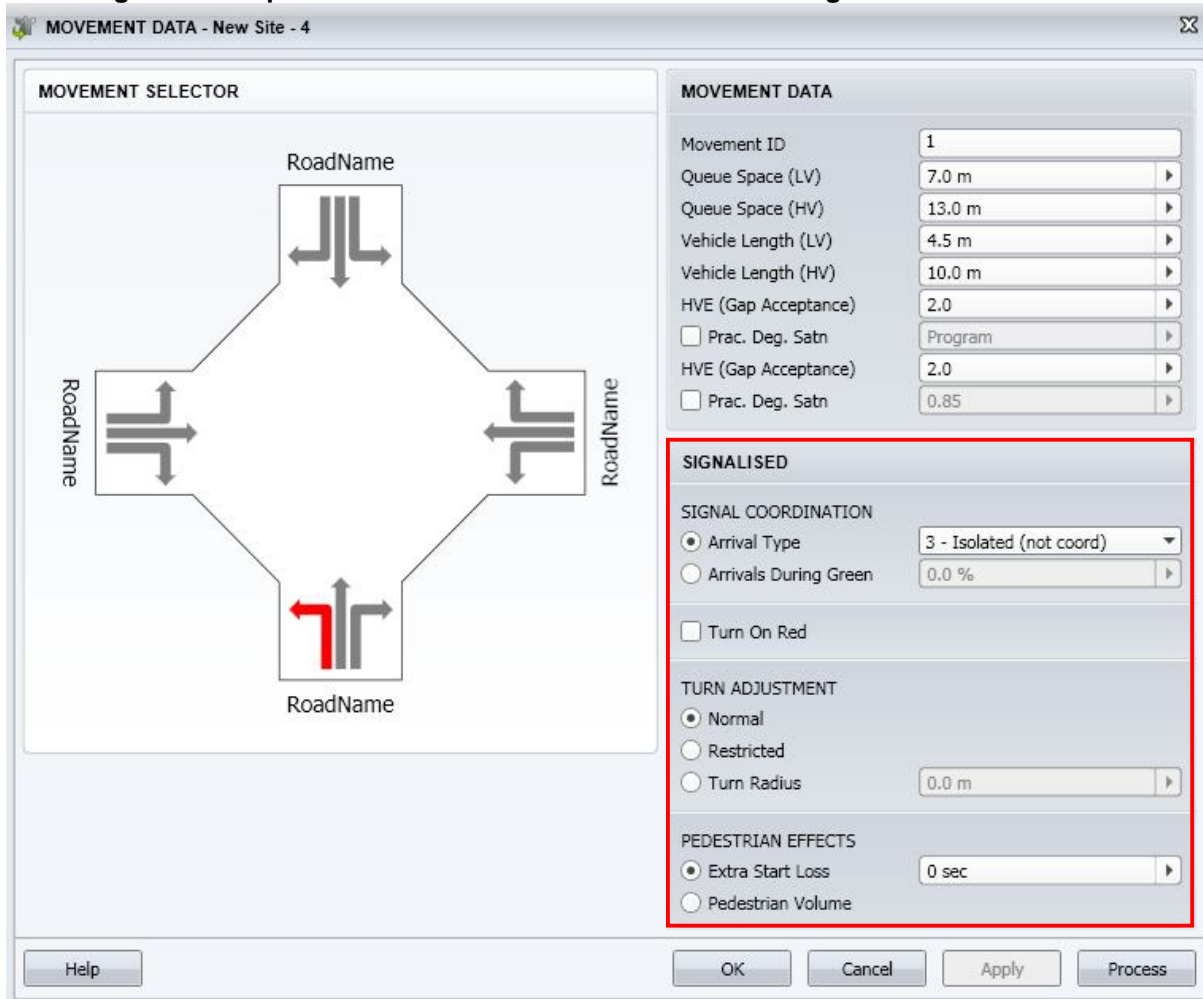 MOVEMENT DATA - New Site - 4
MOVEMENT SELECTOR
RoadName
RoadName
RoadName
RoadName
MOVEMENT DATA
Movement ID 1
Queue Space (LV) 7.0 m
Queue Space (HV) 13.0 m
Vehicle Length (LV) 4.5 m
Vehicle Length (HV) 10.0 m
HVE (Gap Acceptance) 2.0
Prac. Deg. Satn Program
HVE (Gap Acceptance) 2.0
Prac. Deg. Satn 0.85
SIGNALISED
SIGNAL COORDINATION
Arrival Type 3 - Isolated (not coord)
Arrivals During Green 0.0 %
Turn On Red
TURN ADJUSTMENT
Normal
Restricted
Turn Radius 0.0 m
PEDESTRIAN EFFECTS
Extra Start Loss 0 sec
Pedestrian Volume
Help OK Cancel Apply Process